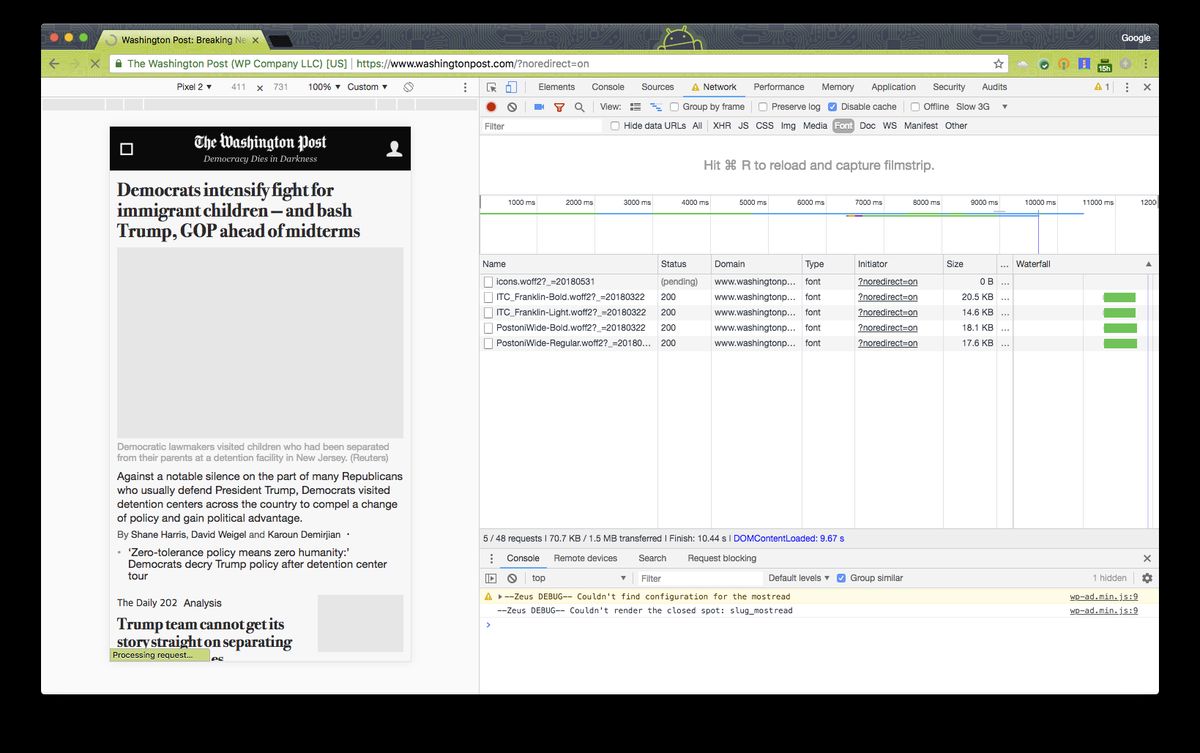 Washington Post: Breaking Ne
Google
The Washington Post (WP Company LLC) [US] | https://www.washingtonpost.com/?noredirect=on
15h
Pixel 2 ▼ 411 × 731 100% ▼ Custom ▼
Elements Console Sources Network Performance Memory Application Security Audits 1
View: Group by frame Preserve log Disable cache Offline Slow 3G ▼
Filter Hide data URLs All XHR JS CSS Img Media Font Doc WS Manifest Other
Hit ⌘ R to reload and capture filmstrip.
1000 ms 2000 ms 3000 ms 4000 ms 5000 ms 6000 ms 7000 ms 8000 ms 9000 ms 10000 ms 11000 ms 1200
Name Status Domain Type Initiator Size ... Waterfall ▲
icons.woff2?_=20180531 (pending) www.washingtonp... font ?noredirect=on 0 B ...
ITC_Franklin-Bold.woff2?_=20180322 200 www.washingtonp... font ?noredirect=on 20.5 KB ...
ITC_Franklin-Light.woff2?_=20180322 200 www.washingtonp... font ?noredirect=on 14.6 KB ...
PostoniWide-Bold.woff2?_=20180322 200 www.washingtonp... font ?noredirect=on 18.1 KB ...
PostoniWide-Regular.woff2?_=20180... 200 www.washingtonp... font ?noredirect=on 17.6 KB ...
5 / 48 requests | 70.7 KB / 1.5 MB transferred | Finish: 10.44 s | DOMContentLoaded: 9.67 s
Console Remote devices Search Request blocking
top ▼ Filter Default levels ▼ Group similar 1 hidden
--Zeus DEBUG-- Couldn't find configuration for the mostread wp-ad.min.js:9
--Zeus DEBUG-- Couldn't render the closed spot: slug_mostread wp-ad.min.js:9
The Washington Post
Democracy Dies in Darkness
Democrats intensify fight for
immigrant children — and bash
Trump, GOP ahead of midterms
Democratic lawmakers visited children who had been separated
from their parents at a detention facility in New Jersey. (Reuters)
Against a notable silence on the part of many Republicans
who usually defend President Trump, Democrats visited
detention centers across the country to compel a change
of policy and gain political advantage.
By Shane Harris, David Weigel and Karoun Demirjian •
• ‘Zero-tolerance policy means zero humanity:’
Democrats decry Trump policy after detention center
tour
The Daily 202 Analysis
Trump team cannot get its
story straight on separating
Processing request...